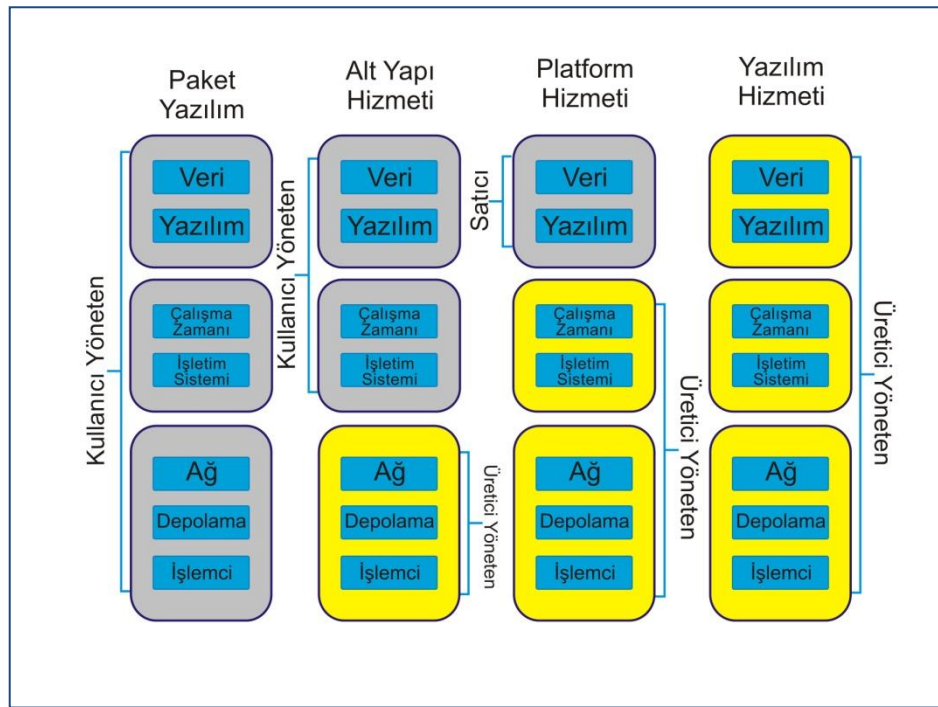 Paket
Yazılım
Kullanıcı Yöneten
Veri
Yazılım
Çalışma
Zamanı
İşletim
Sistemi
Ağ
Depolama
İşlemci
Alt Yapı
Hizmeti
Kullanıcı Yöneten
Veri
Yazılım
Çalışma
Zamanı
İşletim
Sistemi
Ağ
Depolama
İşlemci
Üretici Yöneten
Platform
Hizmeti
Satıcı
Veri
Yazılım
Çalışma
Zamanı
İşletim
Sistemi
Ağ
Depolama
İşlemci
Üretici Yöneten
Yazılım
Hizmeti
Veri
Yazılım
Çalışma
Zamanı
İşletim
Sistemi
Ağ
Depolama
İşlemci
Üretici Yöneten